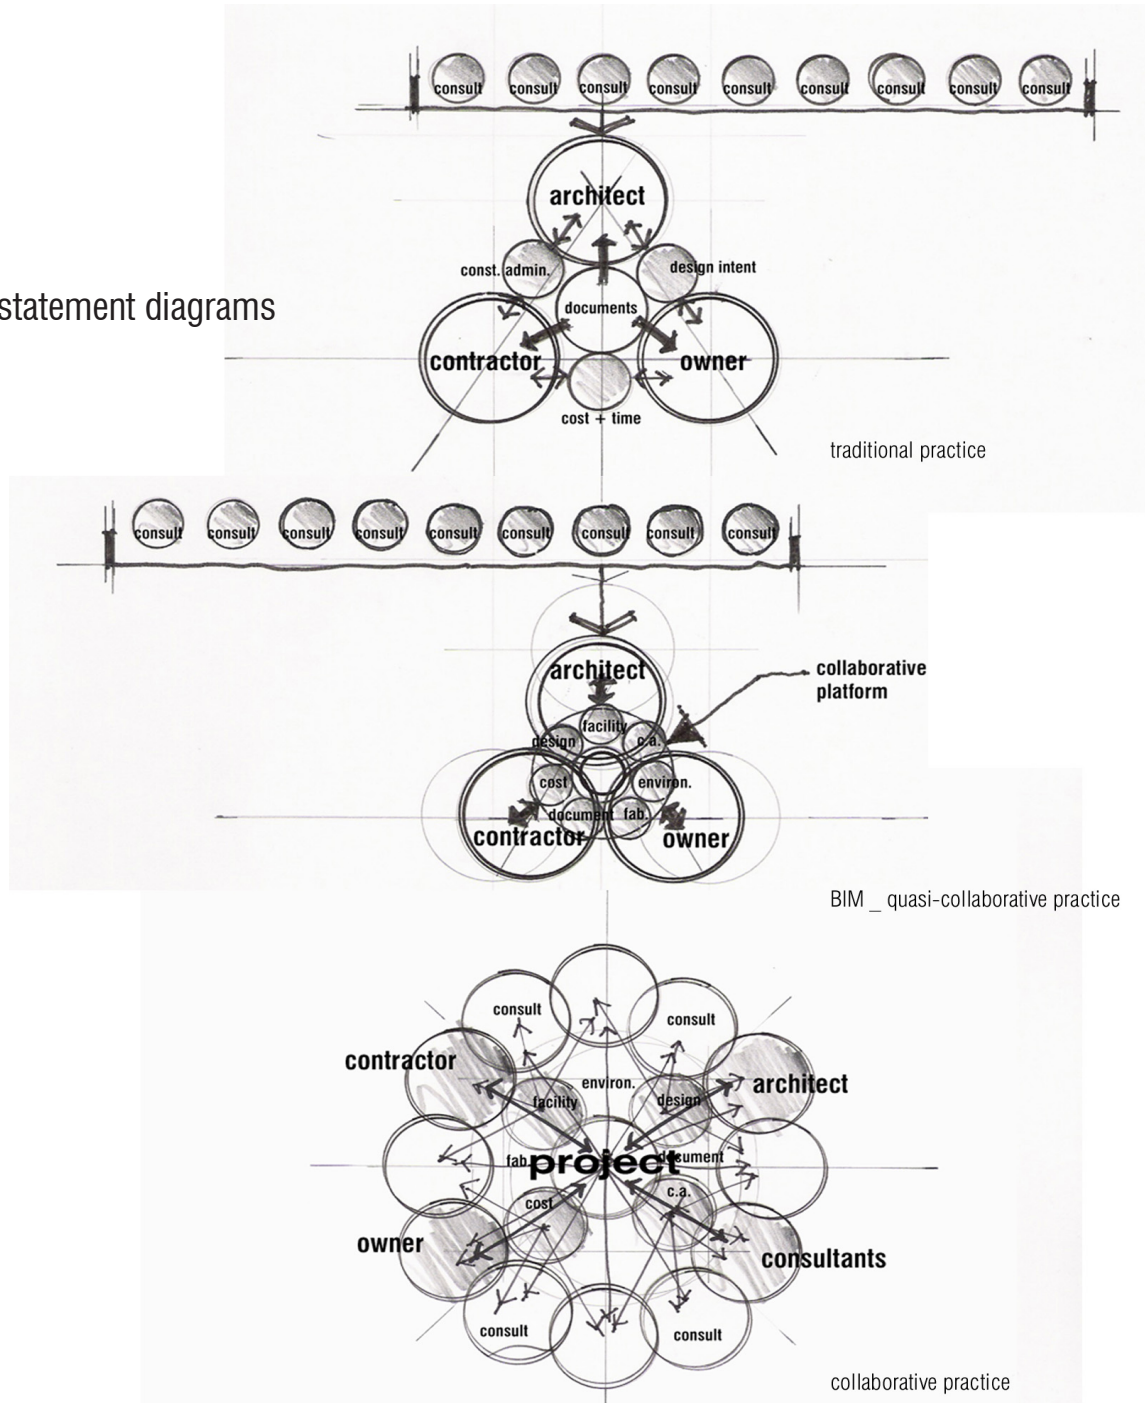 consult consult consult consult consult consult consult consult consult
architect
const. admin.
design intent
documents
statement diagrams
contractor
owner
cost + time
traditional practice
consult consult consult consult consult consult consult consult consult
architect
collaborative
platform
facility
design
c.a.
cost
environ.
document
fab.
contractor
owner
BIM _ quasi-collaborative practice
consult
consult
contractor
architect
environ.
facility
design
fab.
project
document
c.a.
cost
owner
consultants
consult
consult
collaborative practice